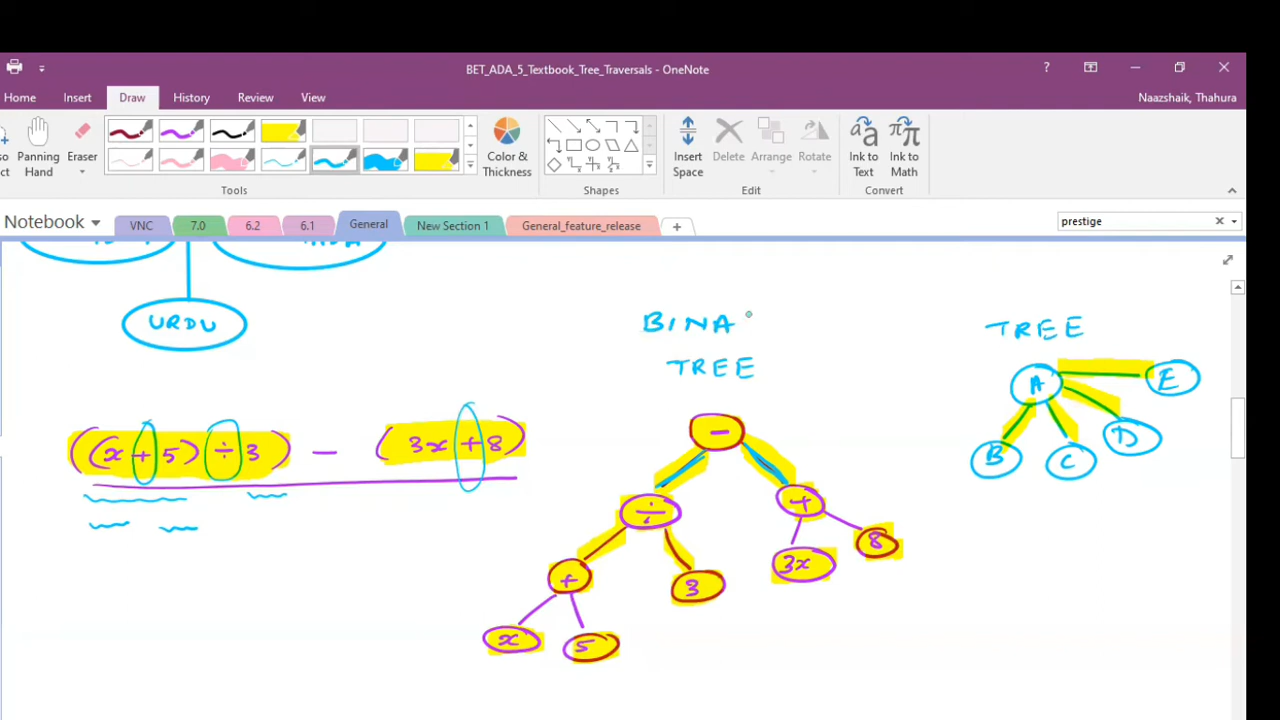 BET_ADA_5_Textbook_Tree_Traversals - OneNote
?
Home Insert Draw History Review View
Naazshaik, Thahura
Panning Hand
Eraser
Color & Thickness
Insert Space
Delete
Arrange
Rotate
Ink to Text
Ink to Math
Tools
Shapes
Edit
Convert
Notebook
VNC
7.0
6.2
6.1
General
New Section 1
General_feature_release
prestige
URDU
BINA
TREE
TREE
A
E
B
C
D
((x + 5) ÷ 3) − (3x + 8)
−
÷
+
+
3
3x
8
x
5